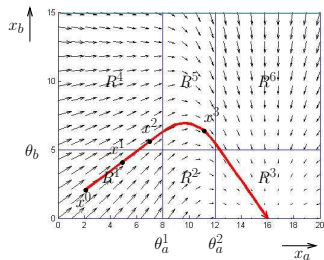 x_b
15
10
5
0
θ_b
R^4 R^5 R^6
x^3
x^2
x^1
R^1 R^2 R^3
x^0
0 2 4 6 8 10 12 14 16 18 20
θ_a^1 θ_a^2 x_a